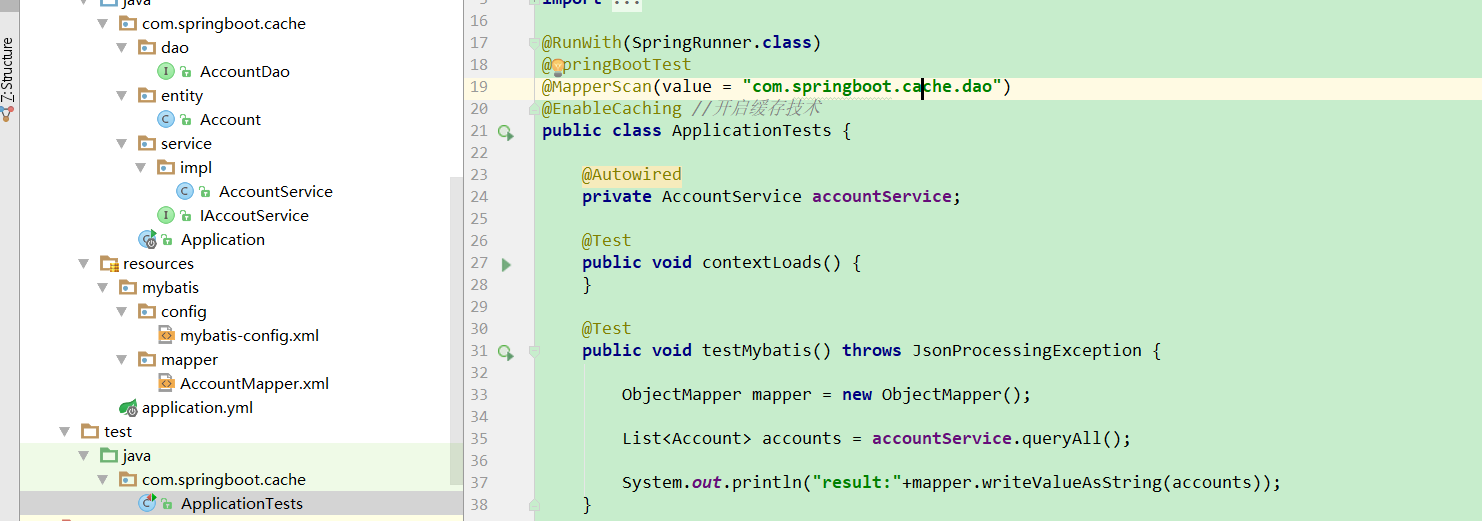 java
com.springboot.cache
dao
AccountDao
entity
Account
service
impl
AccountService
IAccoutService
Application
resources
mybatis
config
mybatis-config.xml
mapper
AccountMapper.xml
application.yml
test
java
com.springboot.cache
ApplicationTests
Z: Structure
import ...
16
17 @RunWith(SpringRunner.class)
18 @SpringBootTest
19 @MapperScan(value = "com.springboot.cache.dao")
20 @EnableCaching //开启缓存技术
21 public class ApplicationTests {
22
23 @Autowired
24 private AccountService accountService;
25
26 @Test
27 public void contextLoads() {
28 }
29
30 @Test
31 public void testMybatis() throws JsonProcessingException {
32
33 ObjectMapper mapper = new ObjectMapper();
34
35 List<Account> accounts = accountService.queryAll();
36
37 System.out.println("result:"+mapper.writeValueAsString(accounts));
38 }